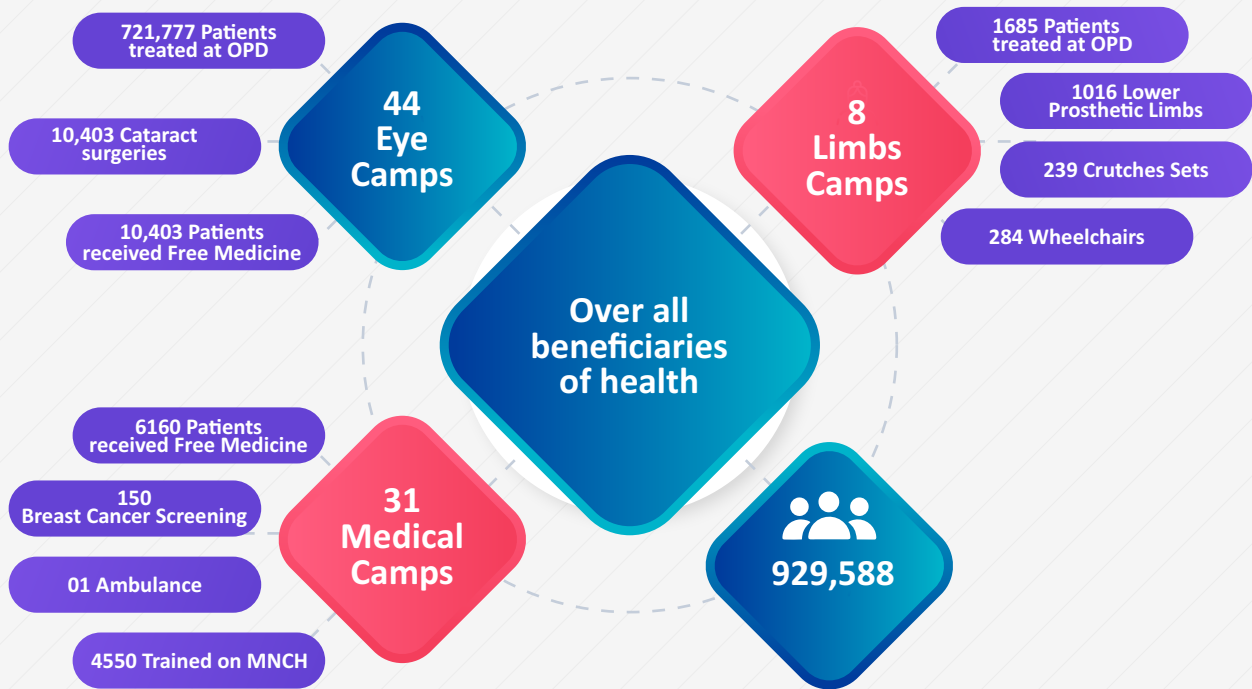 721,777 Patients
treated at OPD
10,403 Cataract
surgeries
10,403 Patients
received Free Medicine
44
Eye
Camps
8
Limbs
Camps
1685 Patients
treated at OPD
1016 Lower
Prosthetic Limbs
239 Crutches Sets
284 Wheelchairs
Over all
beneficiaries
of health
6160 Patients
received Free Medicine
150
Breast Cancer Screening
01 Ambulance
4550 Trained on MNCH
31
Medical
Camps
929,588